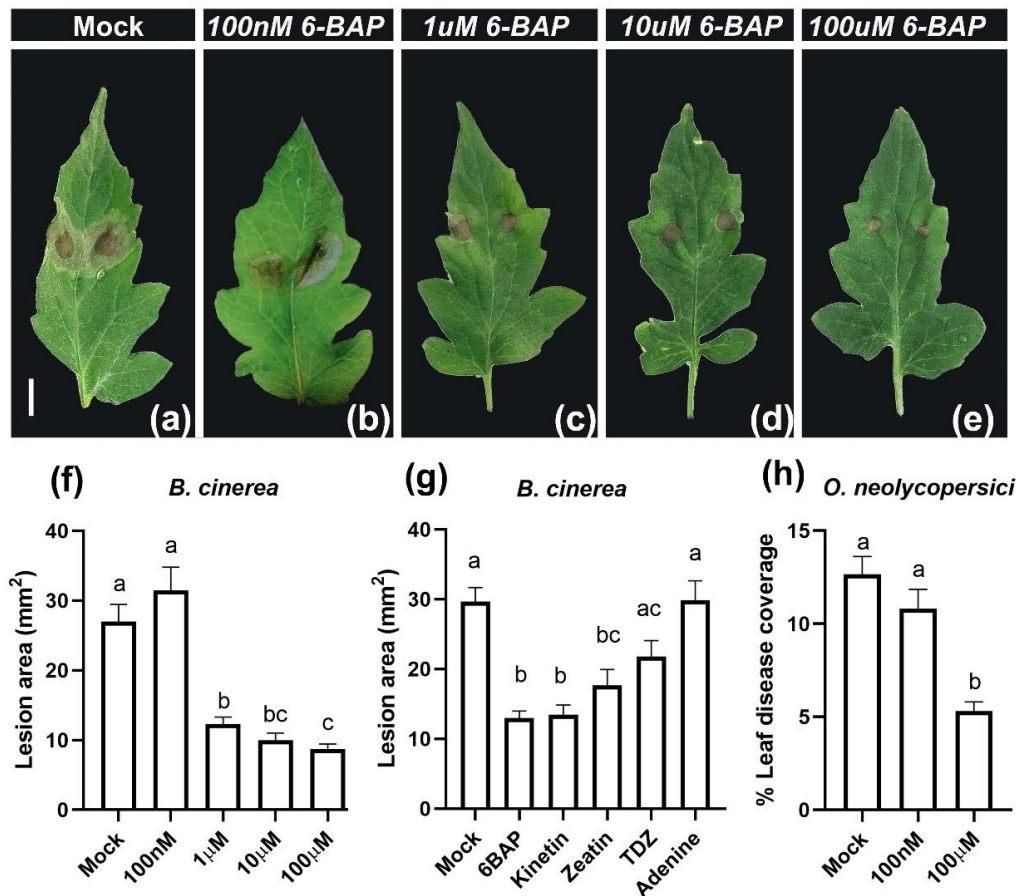 Mock 100nM 6-BAP 1uM 6-BAP 10uM 6-BAP 100uM 6-BAP
(a) (b) (c) (d) (e)
(f) B. cinerea
40
30
20
10
0
Lesion area (mm²)
a a b bc c
Mock 100nM 1μM 10μM 100μM
(g) B. cinerea
40
30
20
10
0
Lesion area (mm²)
a b b bc ac a
Mock 6BAP Kinetin Zeatin TDZ Adenine
(h) O. neolycopersici
15
10
5
0
% Leaf disease coverage
a a b
Mock 100nM 100μM